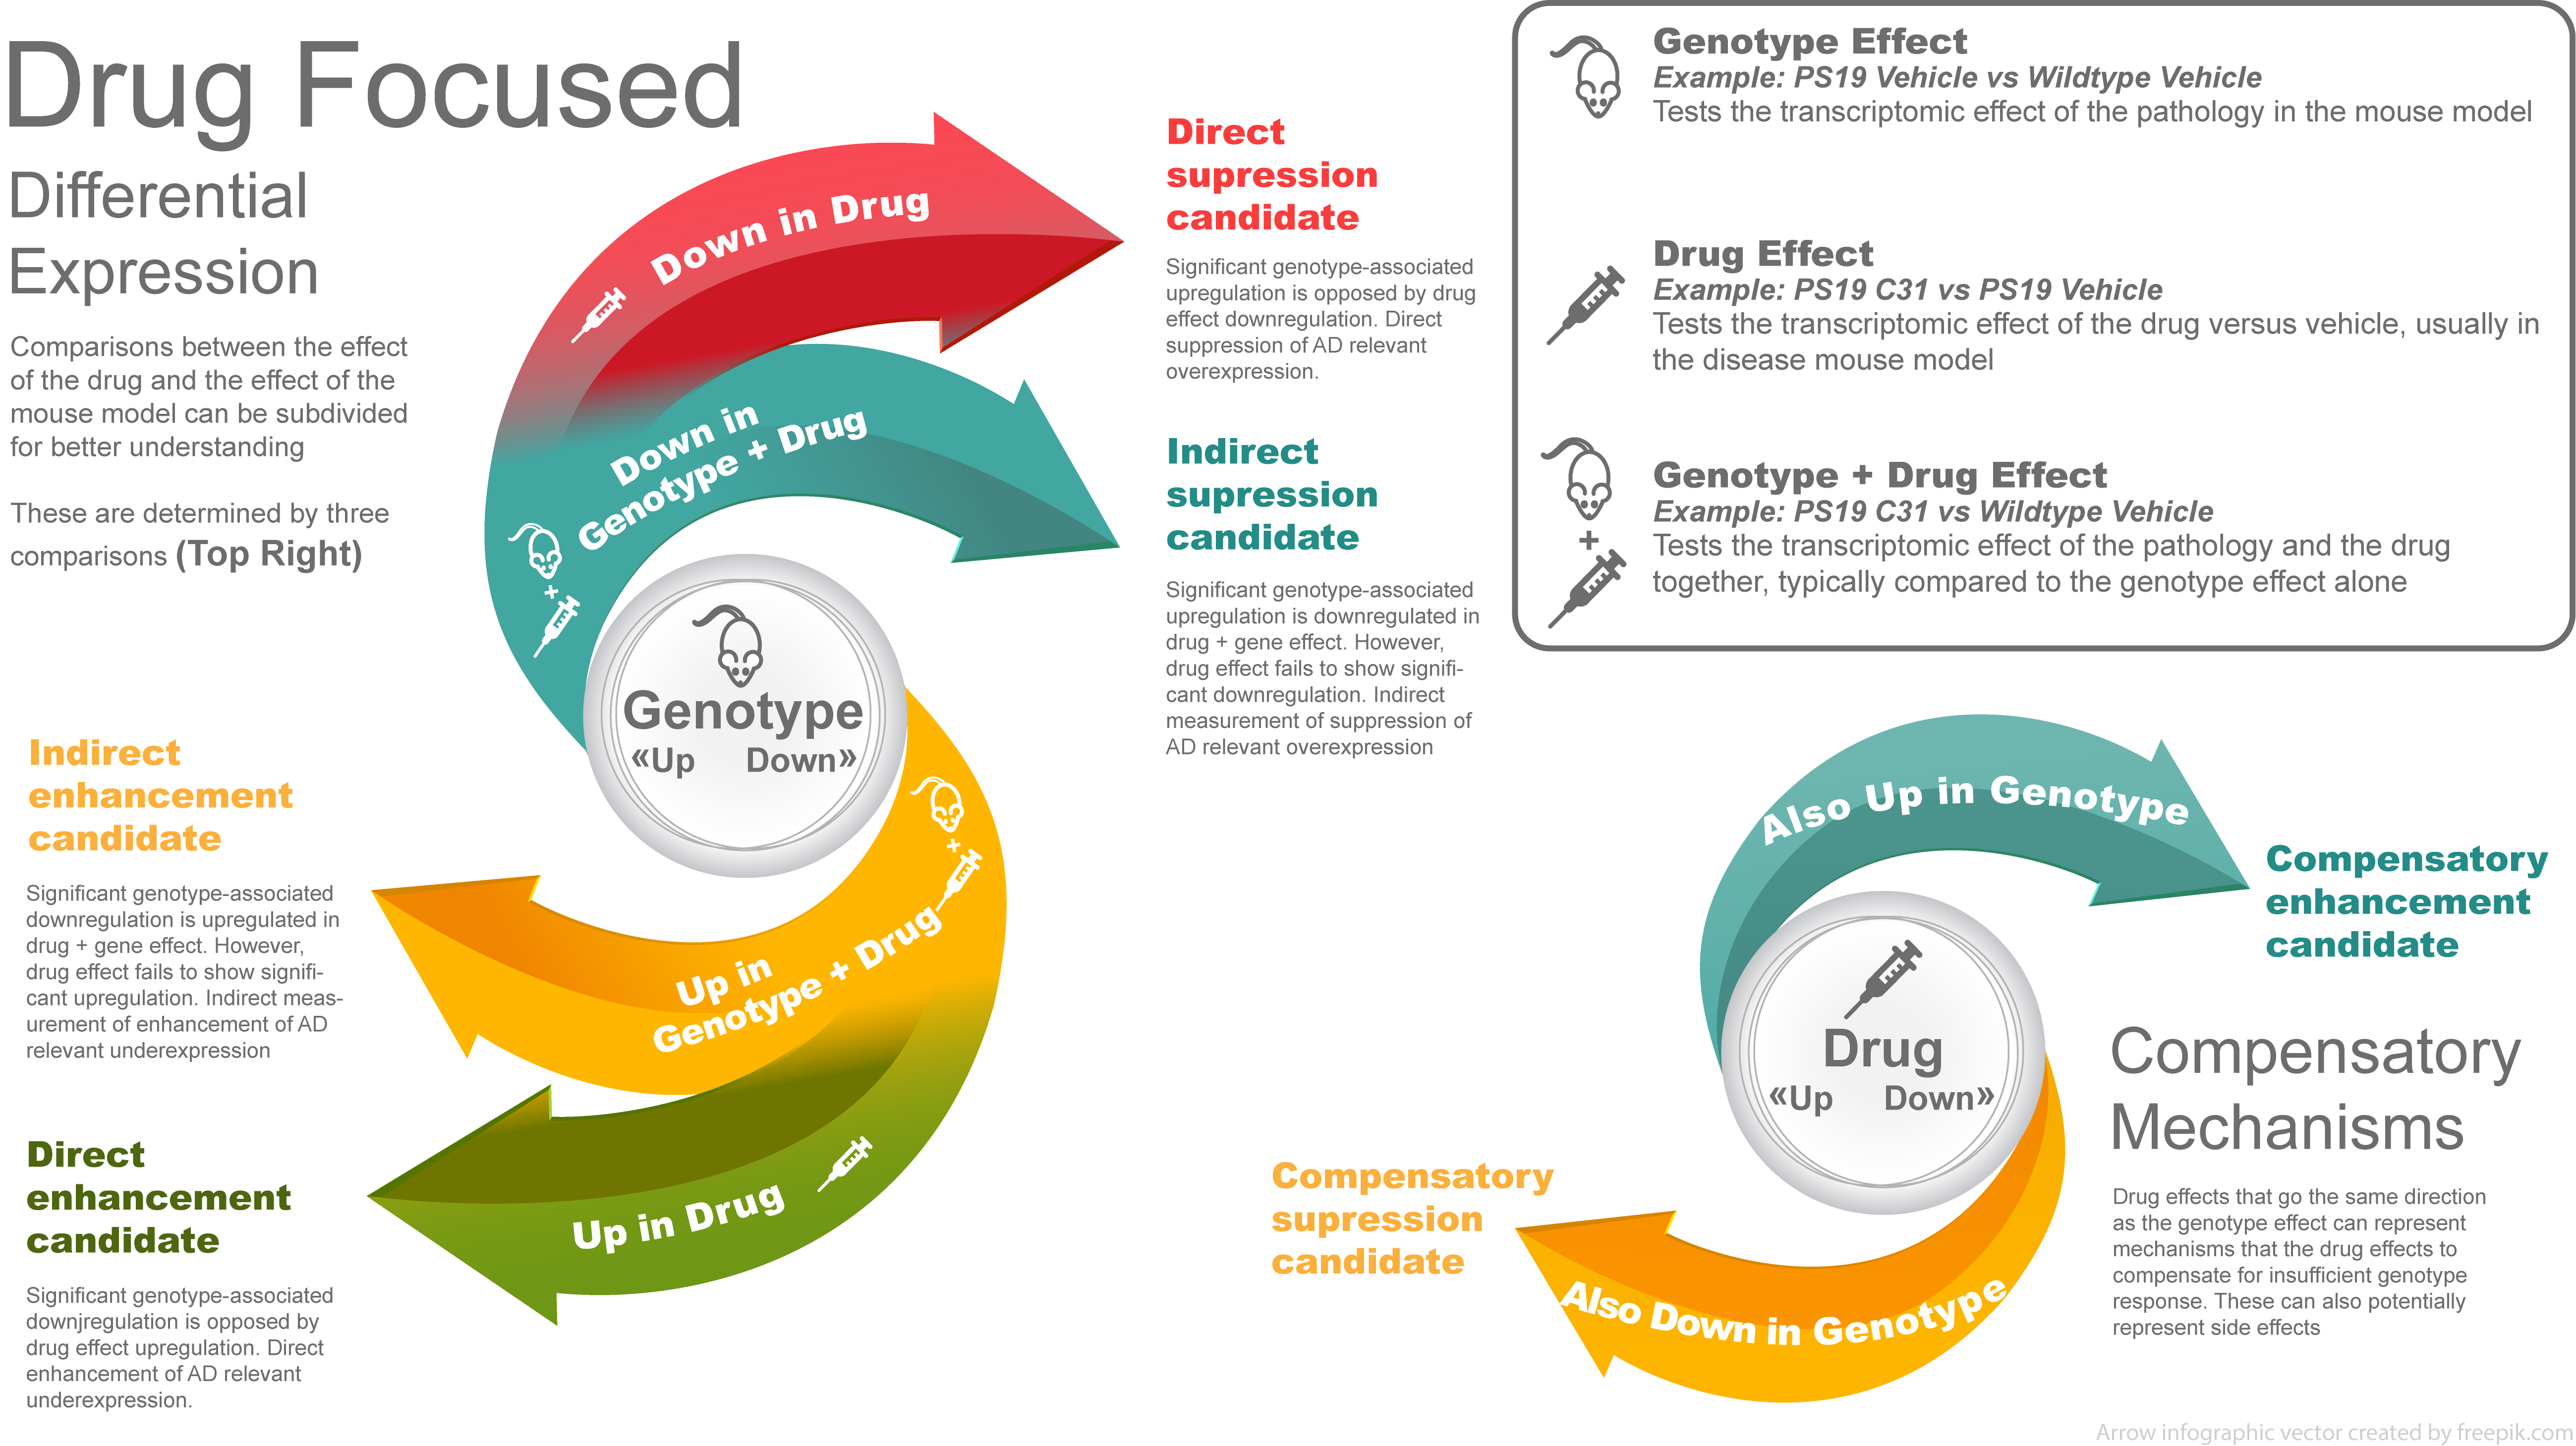 Drug Focused
Differential
Expression
Comparisons between the effect
of the drug and the effect of the
mouse model can be subdivided
for better understanding
These are determined by three
comparisons (Top Right)
Down in Drug
Direct
supression
candidate
Significant genotype-associated
upregulation is opposed by drug
effect downregulation. Direct
suppression of AD relevant
overexpression.
Down in
Genotype + Drug
+
Indirect
supression
candidate
Significant genotype-associated
upregulation is downregulated in
drug + gene effect. However,
drug effect fails to show signifi-
cant downregulation. Indirect
measurement of suppression of
AD relevant overexpression
Genotype
«Up Down»
Indirect
enhancement
candidate
Significant genotype-associated
downregulation is upregulated in
drug + gene effect. However,
drug effect fails to show signifi-
cant upregulation. Indirect meas-
urement of enhancement of AD
relevant underexpression
+
Up in
Genotype + Drug
Direct
enhancement
candidate
Significant genotype-associated
downjregulation is opposed by
drug effect upregulation. Direct
enhancement of AD relevant
underexpression.
Up in Drug
Genotype Effect
Example: PS19 Vehicle vs Wildtype Vehicle
Tests the transcriptomic effect of the pathology in the mouse model
Drug Effect
Example: PS19 C31 vs PS19 Vehicle
Tests the transcriptomic effect of the drug versus vehicle, usually in
the disease mouse model
+
Genotype + Drug Effect
Example: PS19 C31 vs Wildtype Vehicle
Tests the transcriptomic effect of the pathology and the drug
together, typically compared to the genotype effect alone
Also Up in Genotype
Compensatory
enhancement
candidate
Drug
«Up Down»
Compensatory
supression
candidate
Also Down in Genotype
Compensatory
Mechanisms
Drug effects that go the same direction
as the genotype effect can represent
mechanisms that the drug effects to
compensate for insufficient genotype
response. These can also potentially
represent side effects
Arrow infographic vector created by freepik.com